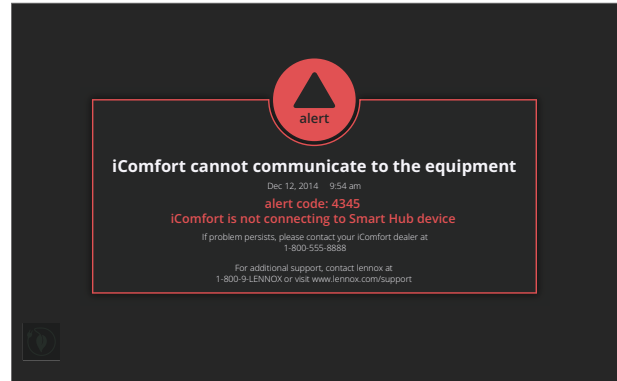 alert
iComfort cannot communicate to the equipment
Dec 12, 2014 9:54 am
alert code: 4345
iComfort is not connecting to Smart Hub device
If problem persists, please contact your iComfort dealer at
1-800-555-8888
For additional support, contact lennox at
1-800-9-LENNOX or visit www.lennox.com/support